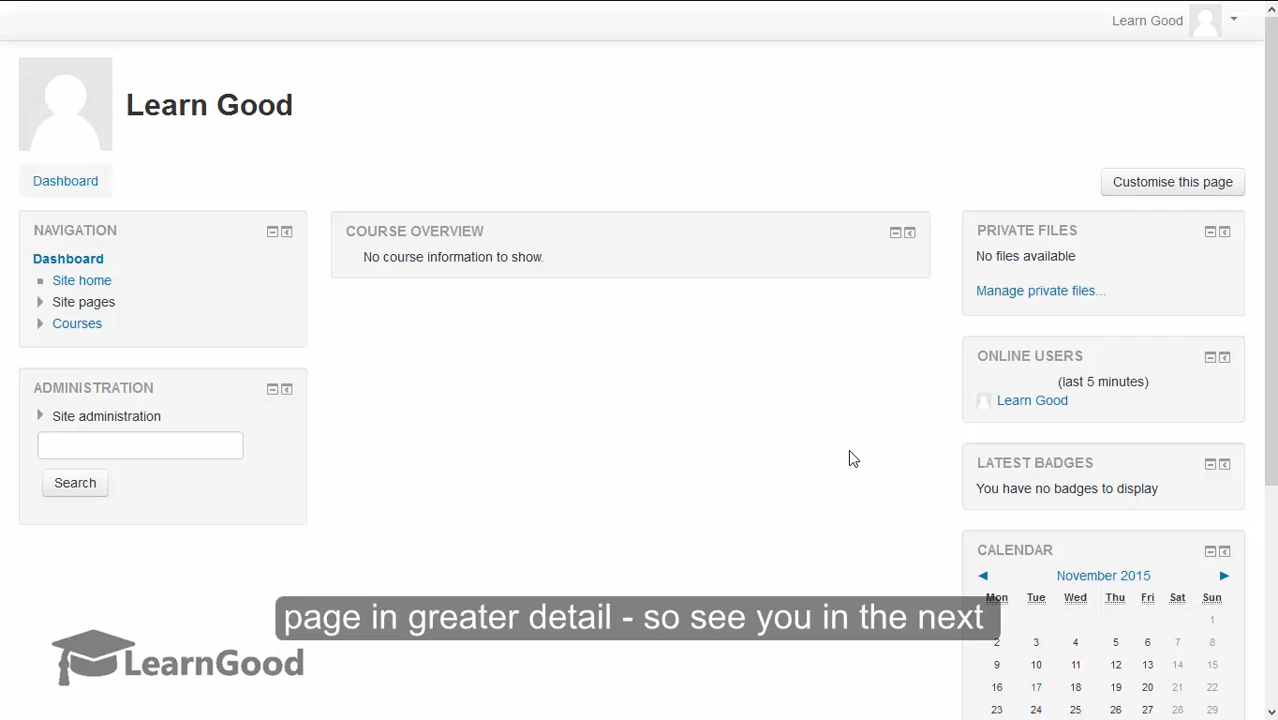 Learn Good
Learn Good
Dashboard
Customise this page
NAVIGATION
Dashboard
Site home
Site pages
Courses
ADMINISTRATION
Site administration
Search
COURSE OVERVIEW
No course information to show.
PRIVATE FILES
No files available
Manage private files...
ONLINE USERS
(last 5 minutes)
Learn Good
LATEST BADGES
You have no badges to display
CALENDAR
November 2015
Mon Tue Wed Thu Fri Sat Sun
1
2 3 4 5 6 7 8
9 10 11 12 13 14 15
16 17 18 19 20 21 22
23 24 25 26 27 28 29
page in greater detail - so see you in the next
LearnGood